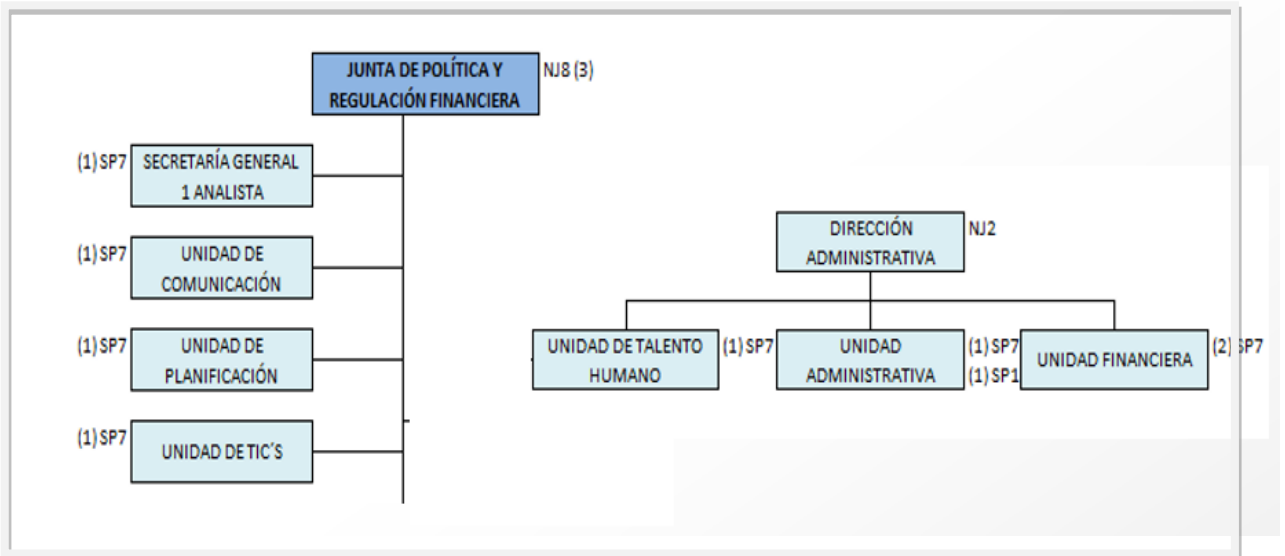 JUNTA DE POLÍTICA Y
REGULACIÓN FINANCIERA
NJ8 (3)
(1) SP7
SECRETARÍA GENERAL
1 ANALISTA
(1) SP7
UNIDAD DE
COMUNICACIÓN
(1) SP7
UNIDAD DE
PLANIFICACIÓN
(1) SP7
UNIDAD DE TIC´S
DIRECCIÓN
ADMINISTRATIVA
NJ2
UNIDAD DE TALENTO
HUMANO
(1) SP7
UNIDAD
ADMINISTRATIVA
(1) SP7
(1) SP1
UNIDAD FINANCIERA
(2) SP7